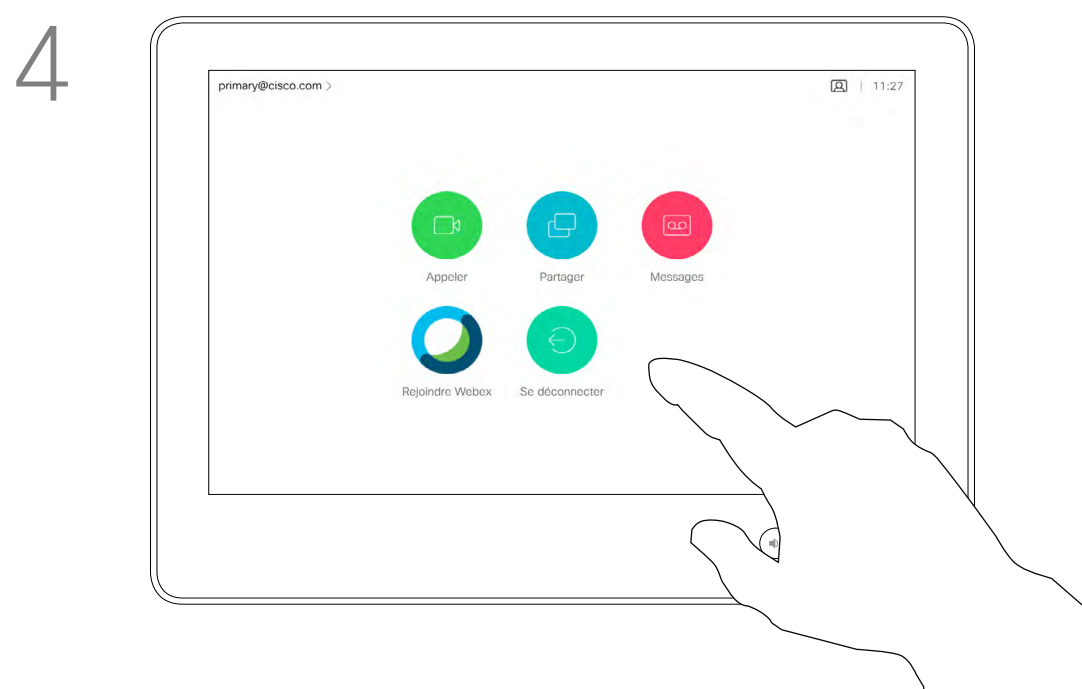 4
primary@cisco.com >
| 11:27
Appeler
Partager
Messages
Rejoindre Webex
Se déconnecter